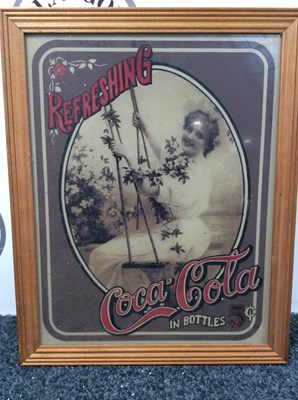 REFRESHING
Coca-Cola
IN BOTTLES 5¢